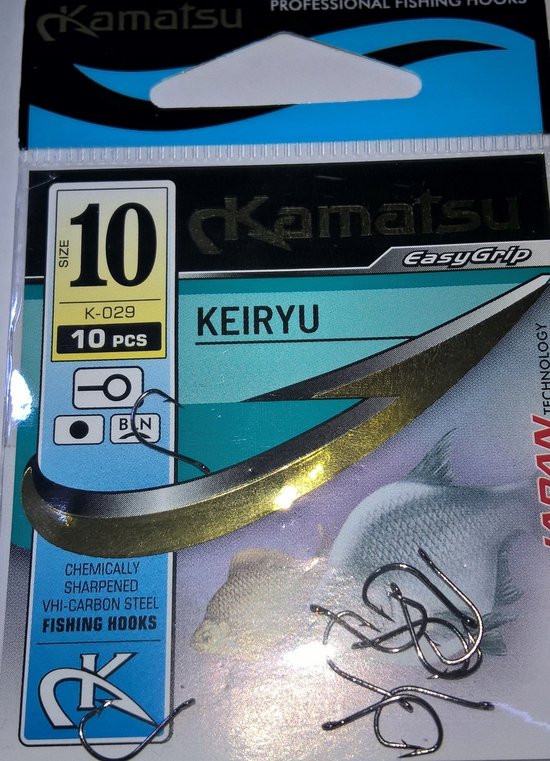 Kamatsu
PROFESSIONAL FISHING HOOKS
Kamatsu
EasyGrip
SIZE 10
K-029
10 PCS
KEIRYU
BLN
CHEMICALLY
SHARPENED
VHI-CARBON STEEL
FISHING HOOKS
K
JAPAN TECHNOLOGY